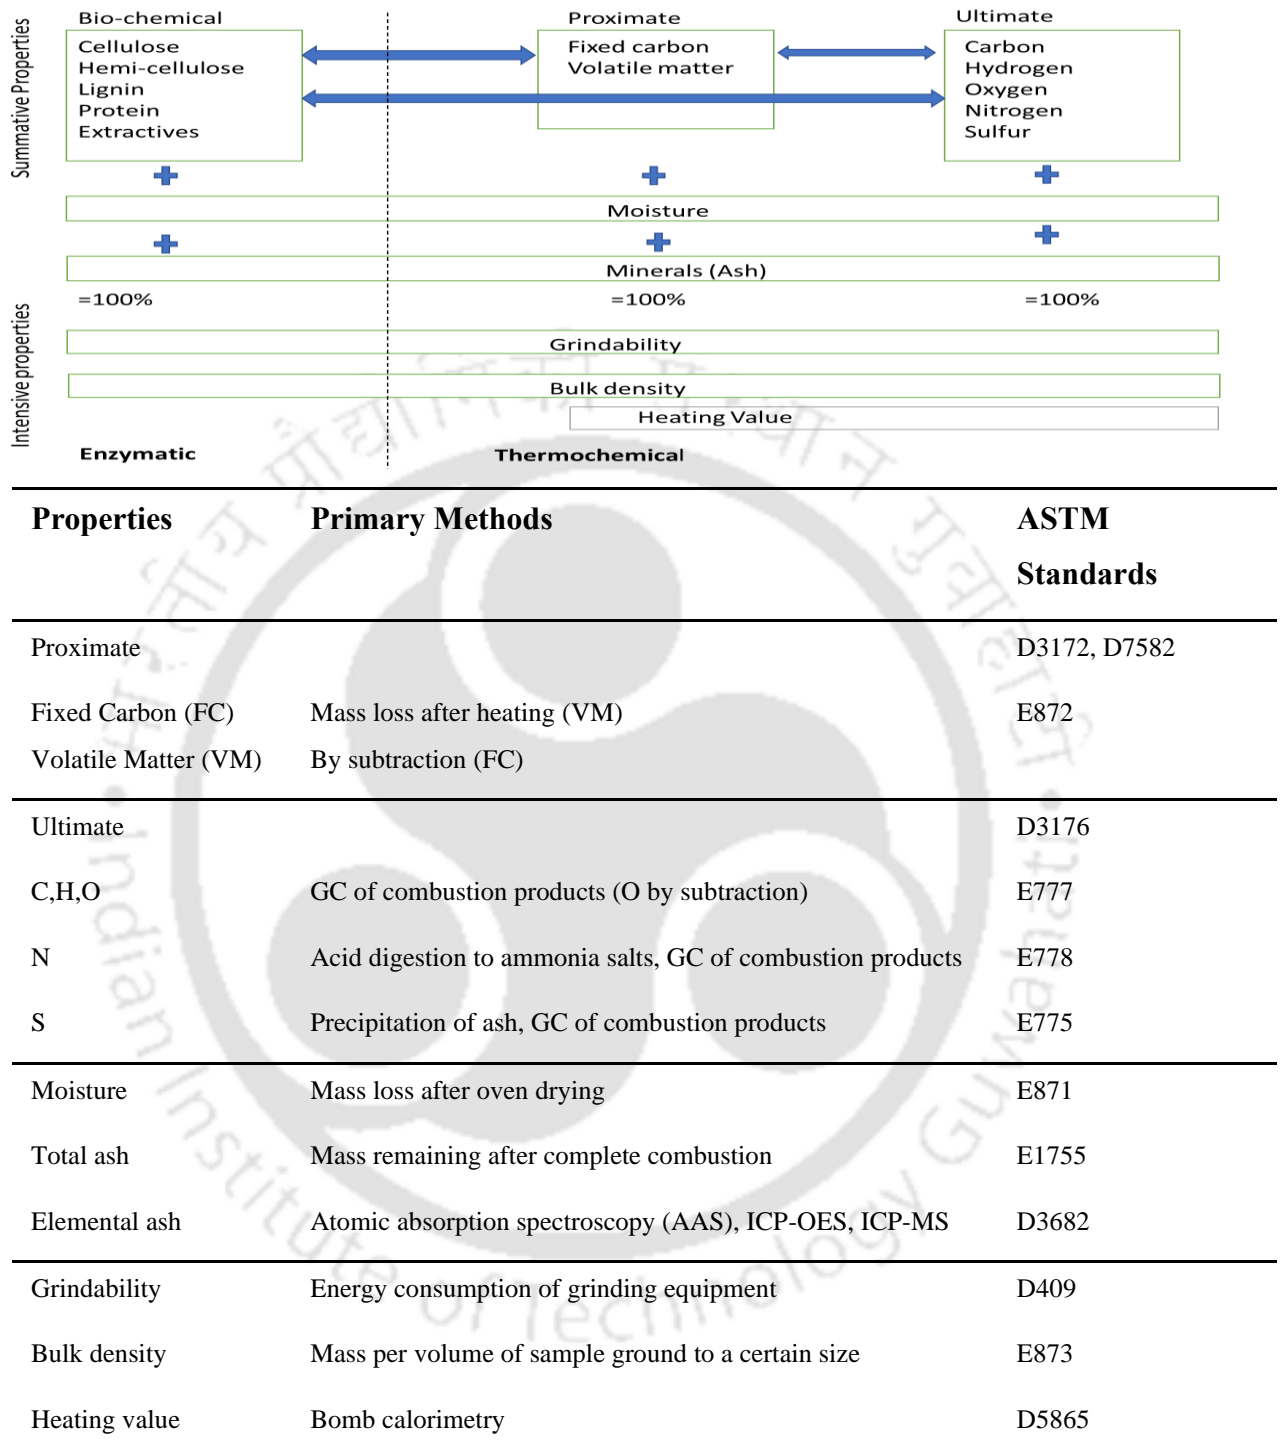 Bio-chemical Proximate Ultimate
Summative Properties
Cellulose
Hemi-cellulose
Lignin
Protein
Extractives
Fixed carbon
Volatile matter
Carbon
Hydrogen
Oxygen
Nitrogen
Sulfur
Moisture
Minerals (Ash)
=100% =100% =100%
Intensive properties
Grindability
Bulk density
Heating Value
Enzymatic Thermochemical
Properties Primary Methods ASTM
Standards
Proximate D3172, D7582
Fixed Carbon (FC) Mass loss after heating (VM) E872
Volatile Matter (VM) By subtraction (FC)
Ultimate D3176
C,H,O GC of combustion products (O by subtraction) E777
N Acid digestion to ammonia salts, GC of combustion products E778
S Precipitation of ash, GC of combustion products E775
Moisture Mass loss after oven drying E871
Total ash Mass remaining after complete combustion E1755
Elemental ash Atomic absorption spectroscopy (AAS), ICP-OES, ICP-MS D3682
Grindability Energy consumption of grinding equipment D409
Bulk density Mass per volume of sample ground to a certain size E873
Heating value Bomb calorimetry D5865
भारतीय प्रौद्योगिकी संस्थान गुवाहाटी
Indian Institute of Technology Guwahati